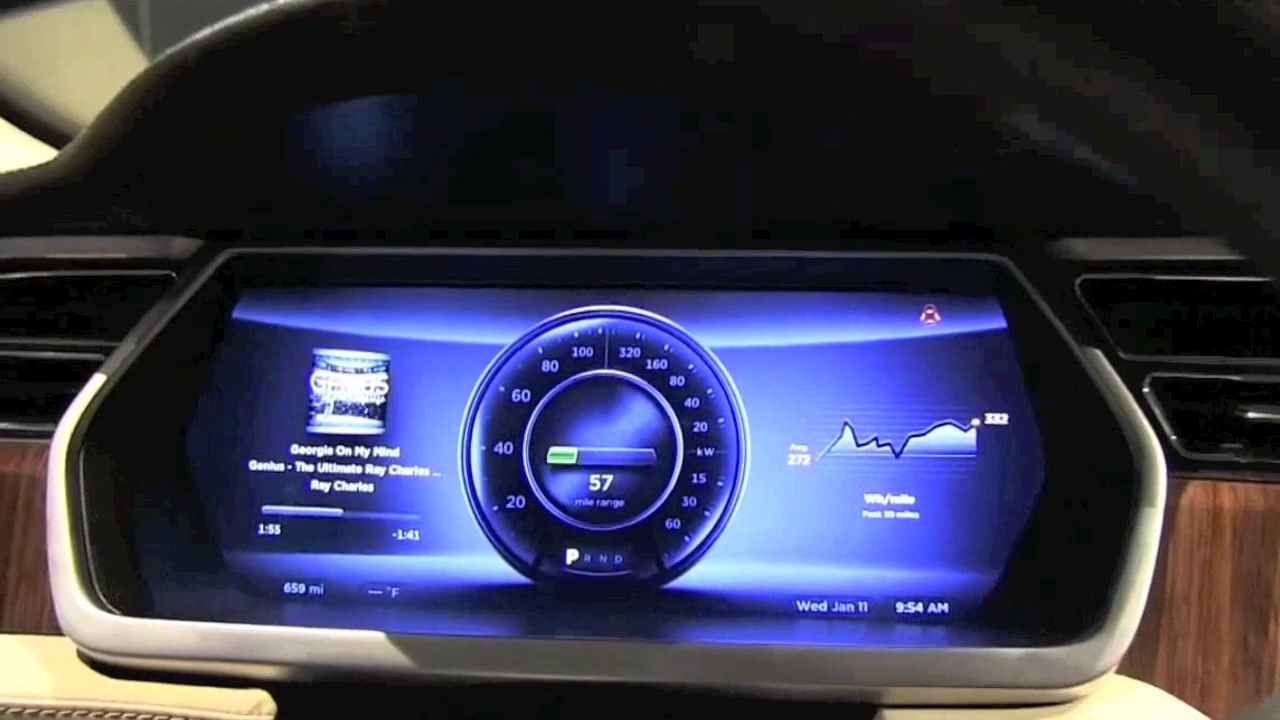 Georgia On My Mind
Genius - The Ultimate Ray Charles ...
Ray Charles
1:55 -1:41
659 mi --- °F
100 320
80 160
60 80
40
40 20
kW
15
20 30
60
57
mile range
P R N D
332
Avg
272
Wh/mile
Past 30 miles
Wed Jan 11 9:54 AM